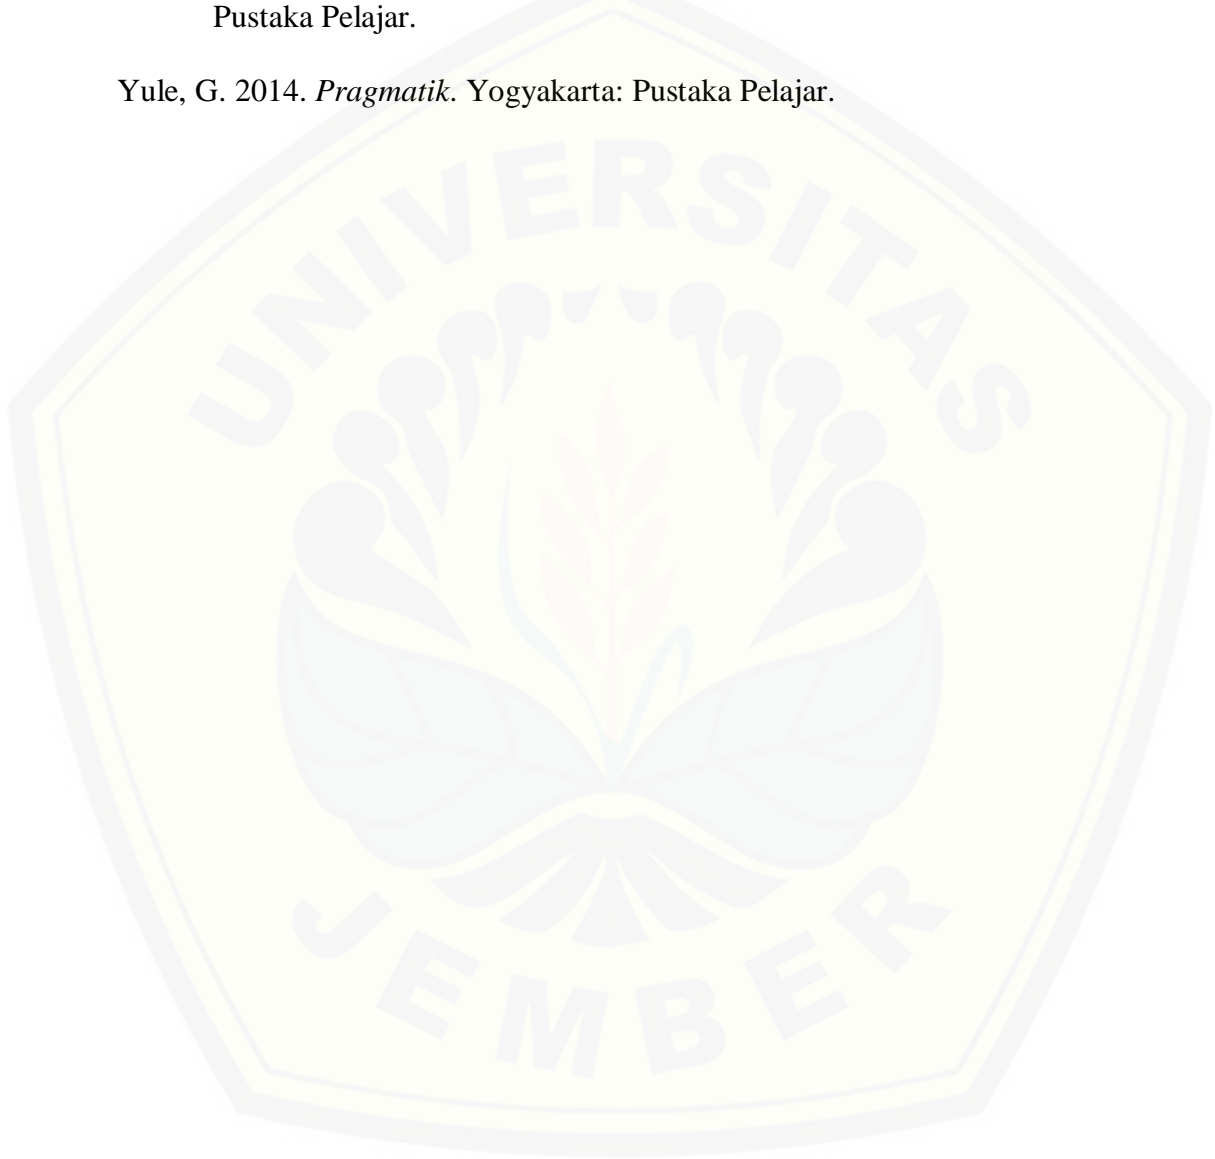 Pustaka Pelajar.
Yule, G. 2014. Pragmatik. Yogyakarta: Pustaka Pelajar.
UNIVERSITAS
JEMBER